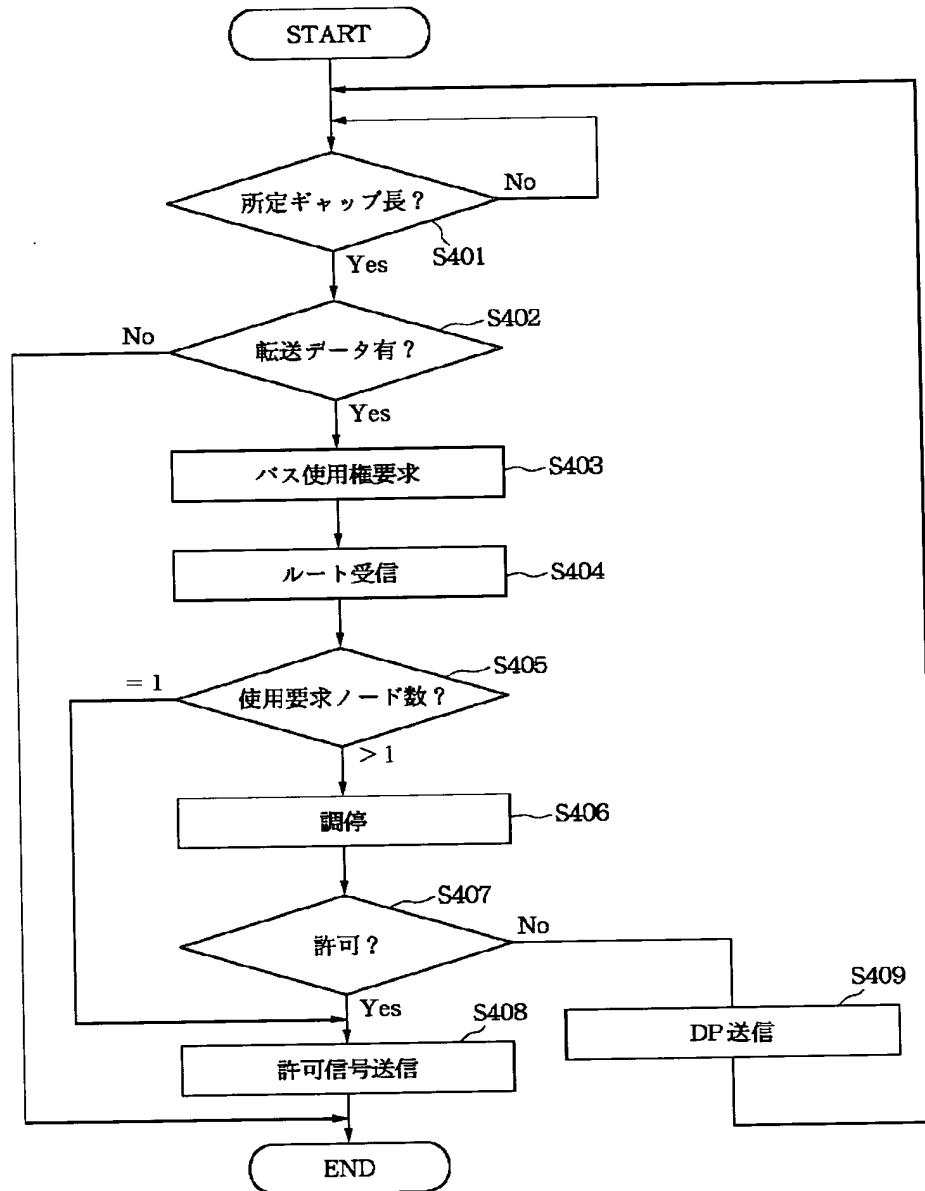 START
所定ギャップ長？
No
S401
Yes
S402
No
転送データ有？
Yes
バス使用権要求
S403
ルート受信
S404
S405
= 1
使用要求ノード数？
> 1
調停
S406
S407
No
許可？
Yes
S409
DP送信
S408
許可信号送信
END